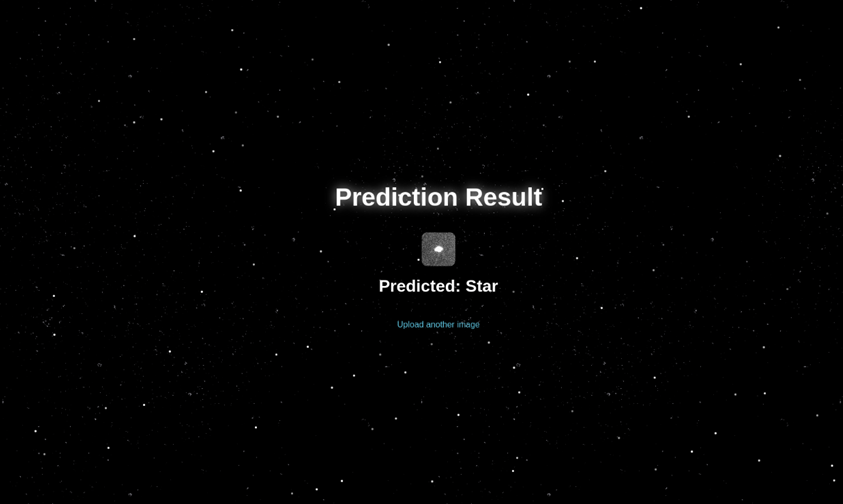 Prediction Result
Predicted: Star
Upload another image